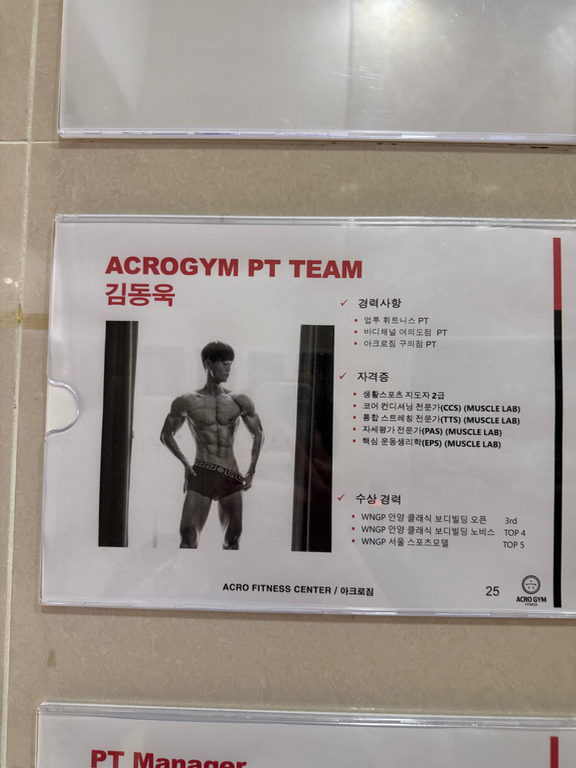 ACROGYM PT TEAM
김동욱
경력사항
업투 휘트니스 PT
바디채널 여의도점 PT
아크로짐 구의점 PT
자격증
생활스포츠 지도자 2급
코어 컨디셔닝 전문가(CCS) (MUSCLE LAB)
통합 스트레칭 전문가(TTS) (MUSCLE LAB)
자세평가 전문가(PAS) (MUSCLE LAB)
핵심 운동생리학(EPS) (MUSCLE LAB)
수상 경력
WNGP 안양 클래식 보디빌딩 오픈 3rd
WNGP 안양 클래식 보디빌딩 노비스 TOP 4
WNGP 서울 스포츠모델 TOP 5
ACRO FITNESS CENTER / 아크로짐
25
ACRO GYM
FITNESS
PT Manager